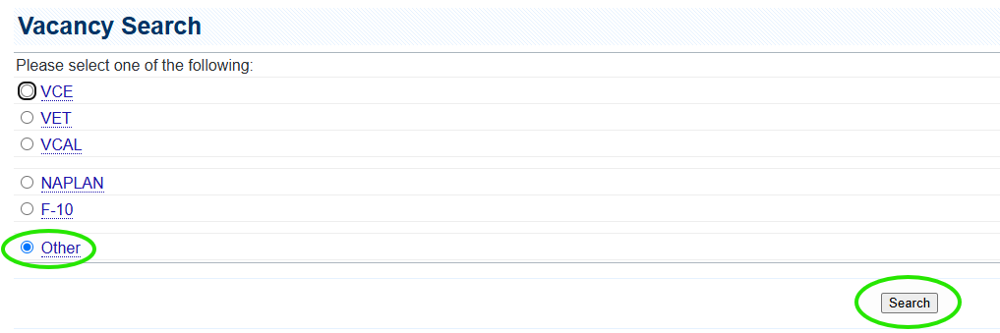 Vacancy Search
Please select one of the following:
VCE
VET
VCAL
NAPLAN
F-10
Other
Search